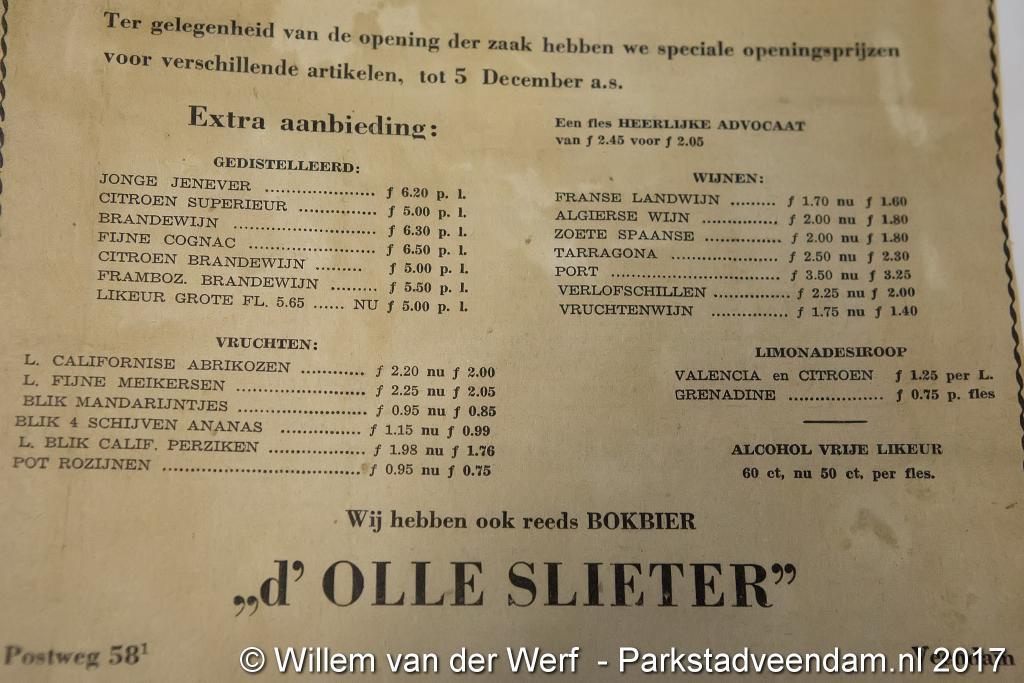 Ter gelegenheid van de opening der zaak hebben we speciale openingsprijzen
voor verschillende artikelen, tot 5 December a.s.
Extra aanbieding:
GEDISTELLEERD:
JONGE JENEVER .................... ƒ 6.20 p. l.
CITROEN SUPERIEUR .............. ƒ 5.00 p. l.
BRANDEWIJN .......................... ƒ 6.30 p. l.
FIJNE COGNAC ....................... ƒ 6.50 p. l.
CITROEN BRANDEWIJN ......... ƒ 5.00 p. l.
FRAMBOZ. BRANDEWIJN ........ ƒ 5.50 p. l.
LIKEUR GROTE FL. 5.65 ...... NU ƒ 5.00 p. l.
VRUCHTEN:
L. CALIFORNISE ABRIKOZEN ........... ƒ 2.20 nu ƒ 2.00
L. FIJNE MEIKERSEN ...................... ƒ 2.25 nu ƒ 2.05
BLIK MANDARIJNTJES ...................... ƒ 0.95 nu ƒ 0.85
BLIK 4 SCHIJVEN ANANAS .............. ƒ 1.15 nu ƒ 0.99
L. BLIK CALIF. PERZIKEN ................. ƒ 1.98 nu ƒ 1.76
POT ROZIJNEN .................................... ƒ 0.95 nu ƒ 0.75
Een fles HEERLIJKE ADVOCAAT
van ƒ 2.45 voor ƒ 2.05
WIJNEN:
FRANSE LANDWIJN ......... ƒ 1.70 nu ƒ 1.60
ALGIERSE WIJN .............. ƒ 2.00 nu ƒ 1.80
ZOETE SPAANSE .............. ƒ 2.00 nu ƒ 1.80
TARRAGONA .................... ƒ 2.50 nu ƒ 2.30
PORT ................................ ƒ 3.50 nu ƒ 3.25
VERLOFSCHILLEN .............. ƒ 2.25 nu ƒ 2.00
VRUCHTENWIJN .............. ƒ 1.75 nu ƒ 1.40
LIMONADESIROOP
VALENCIA en CITROEN ƒ 1.25 per L.
GRENADINE .................. ƒ 0.75 p. fles
ALCOHOL VRIJE LIKEUR
60 ct, nu 50 ct, per fles.
Wij hebben ook reeds BOKBIER
„d' OLLE SLIETER”
Postweg 58¹ Veendam
© Willem van der Werf - Parkstadveendam.nl 2017